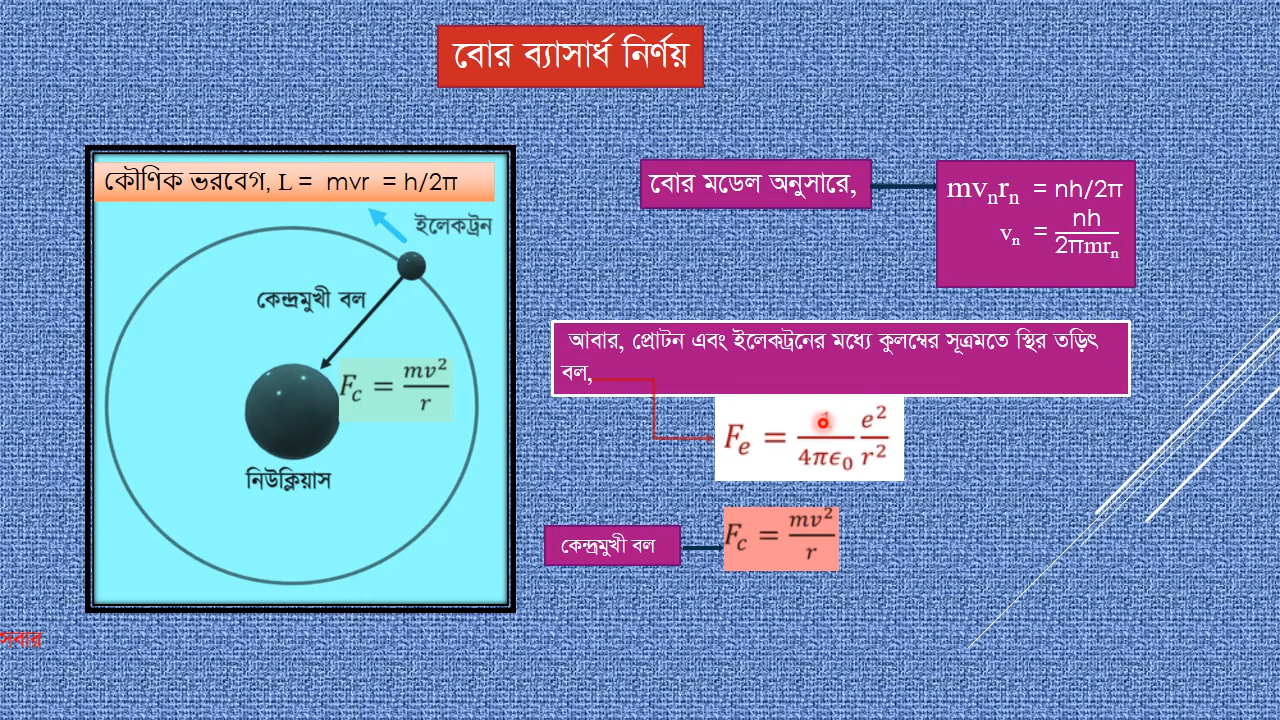 বোর ব্যাসার্ধ নির্ণয়
কৌণিক ভরবেগ, L = mvr = h/2π
ইলেকট্রন
কেন্দ্রমুখী বল
F_c = mv²/r
নিউক্লিয়াস
বোর মডেল অনুসারে,
mv_n r_n = nh/2π
v_n = nh/2πmr_n
আবার, প্রোটন এবং ইলেকট্রনের মধ্যে কুলম্বের সূত্রমতে স্থির তড়িৎ
বল,
F_e = /4πϵ₀ e²/r²
কেন্দ্রমুখী বল
F_c = mv²/r
সবার